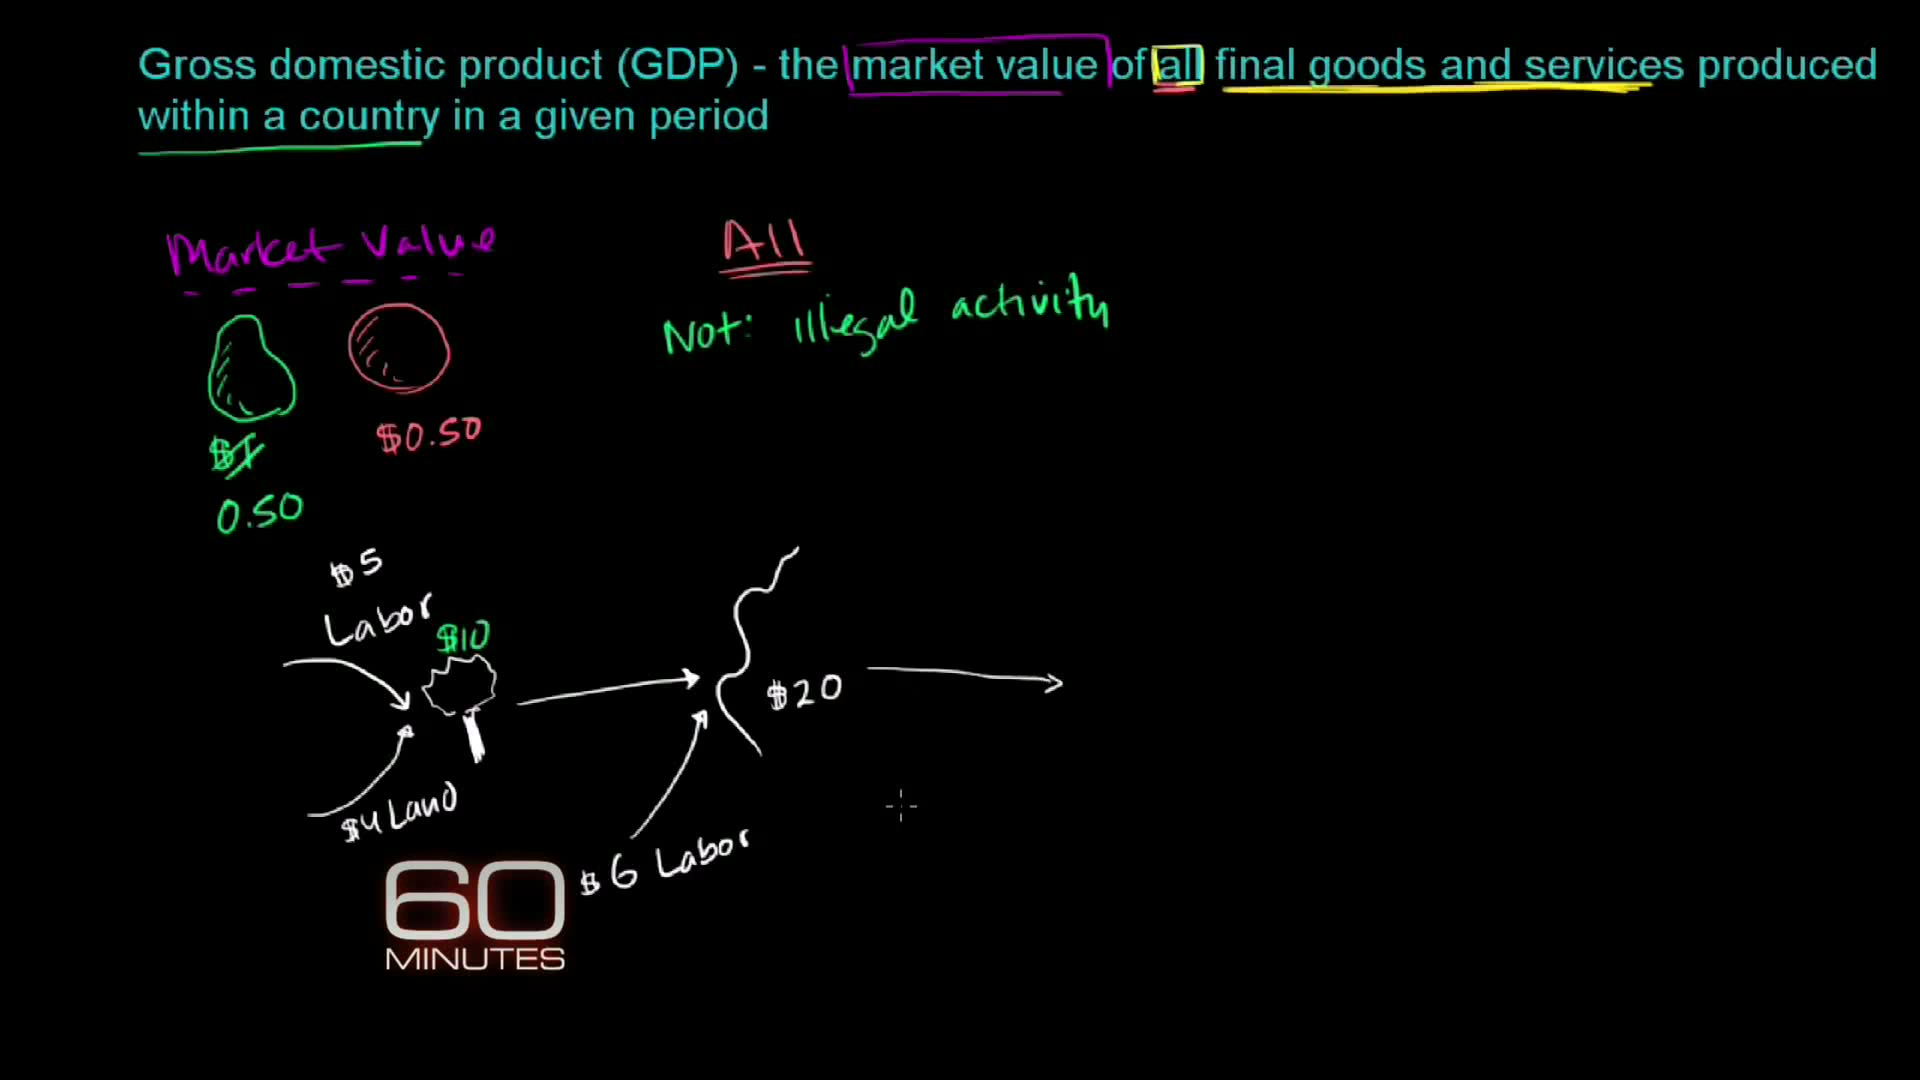 Gross domestic product (GDP) - the market value of all final goods and services produced
within a country in a given period
Market Value
All
Not: illegal activity
$1
$0.50
0.50
$5
Labor
$10
$20
$4 Land
$6 Labor
60
MINUTES